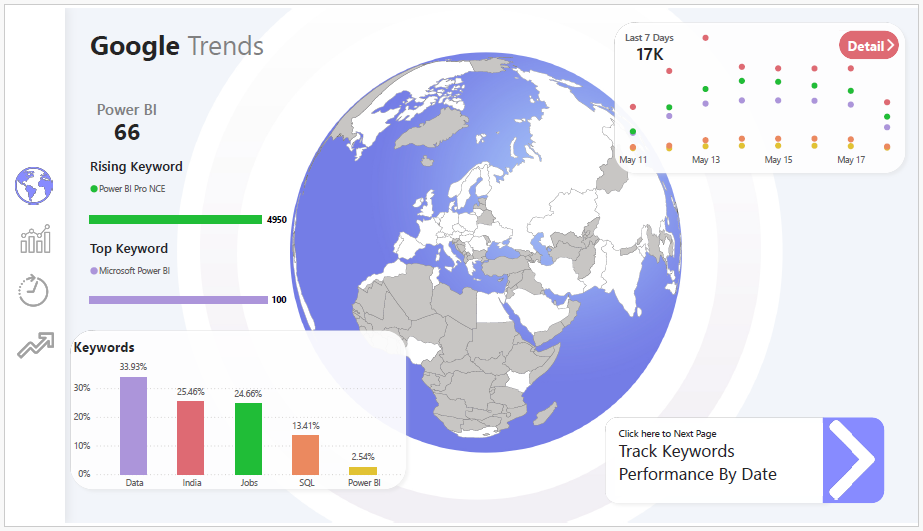 Google Trends
Power BI
66
Rising Keyword
Power BI Pro NCE
4950
Top Keyword
Microsoft Power BI
100
Keywords
33.93%
25.46%
24.66%
13.41%
2.54%
30%
20%
10%
0%
Data
India
Jobs
SQL
Power BI
Last 7 Days
17K
Detail
May 11
May 13
May 15
May 17
Click here to Next Page
Track Keywords
Performance By Date